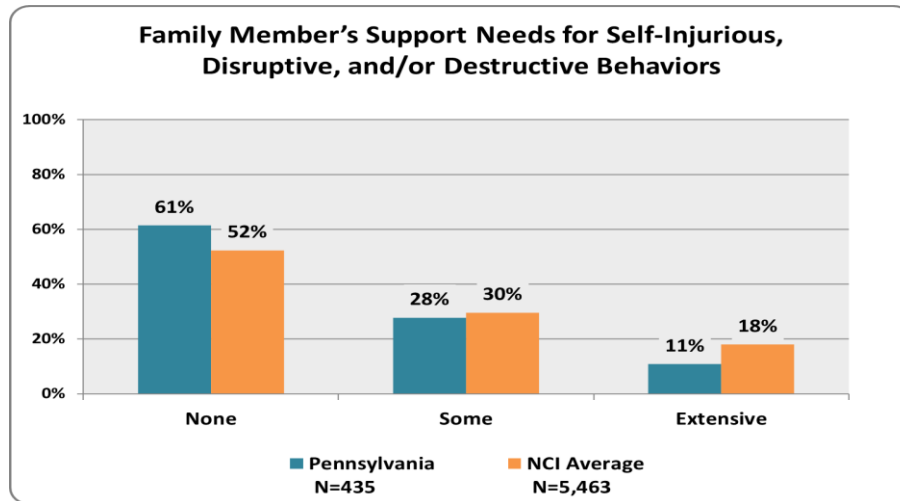 Family Member’s Support Needs for Self-Injurious,
Disruptive, and/or Destructive Behaviors
100%
80%
60%
40%
20%
0%
61%
52%
28%
30%
11%
18%
None
Some
Extensive
Pennsylvania
N=435
NCI Average
N=5,463